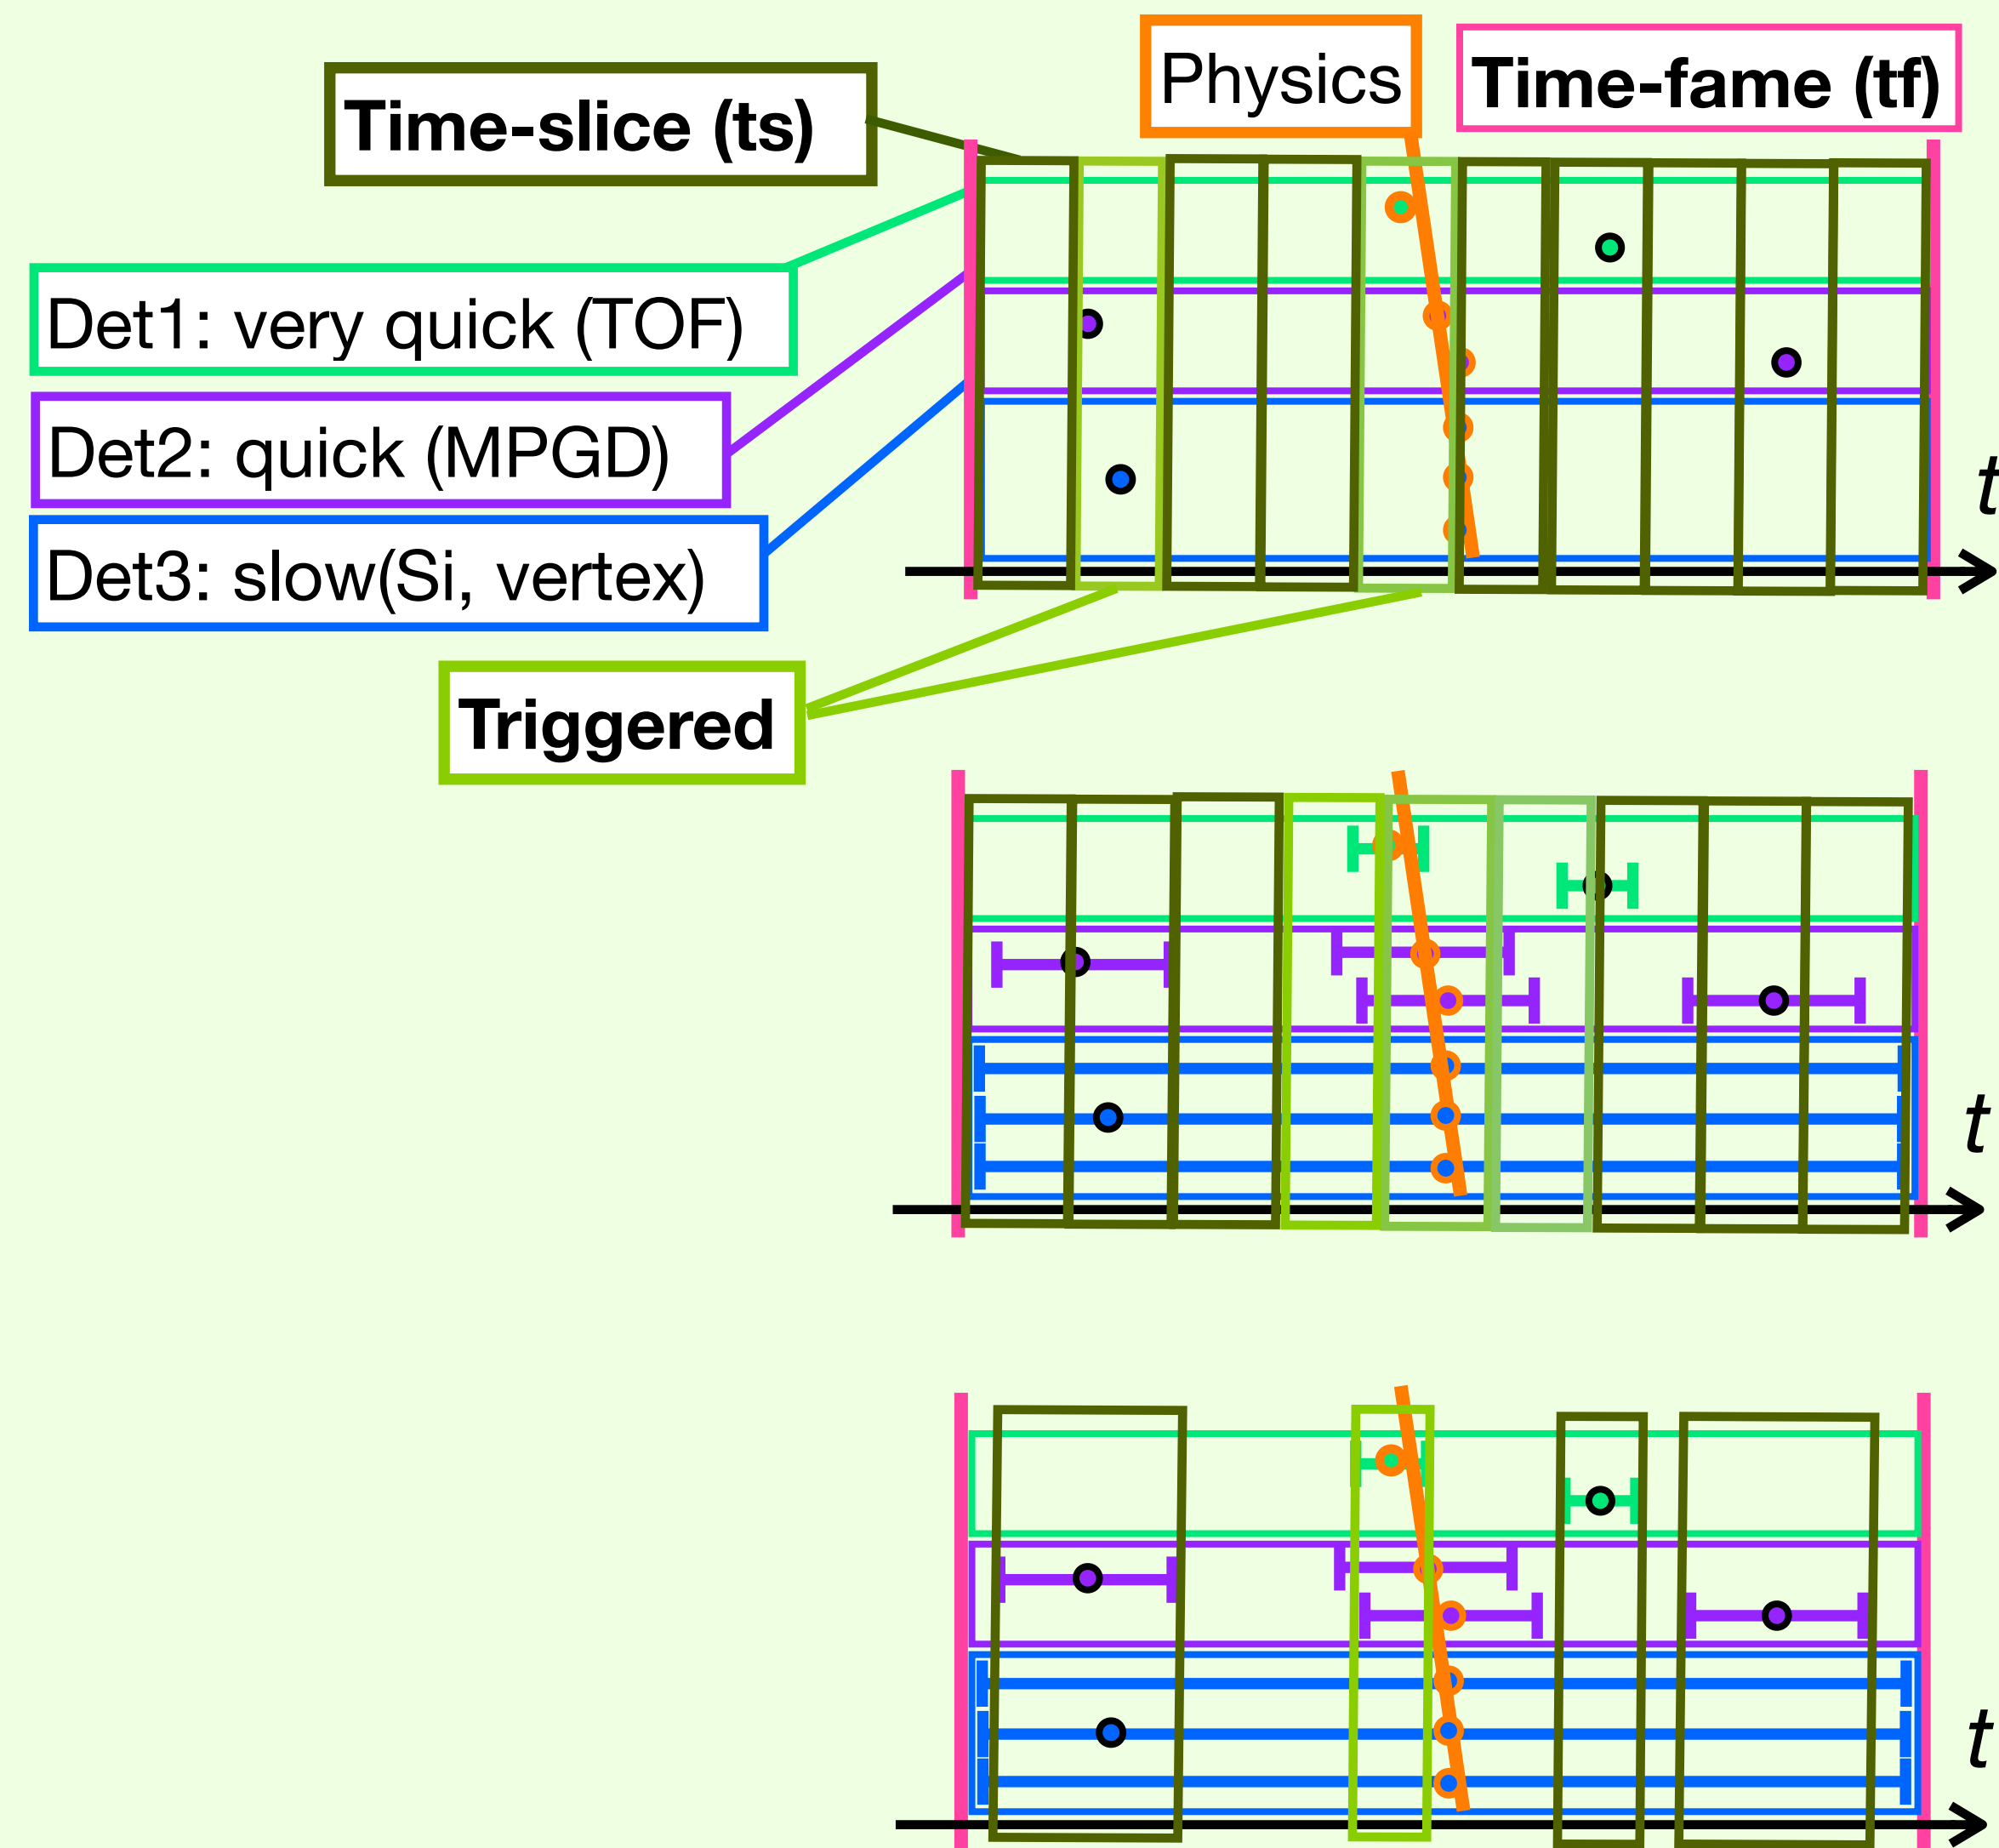 Physics
Time-fame (tf)
Time-slice (ts)
Det1: very quick (TOF)
Det2: quick (MPGD)
t
Det3: slow(Si, vertex)
Triggered
t
t